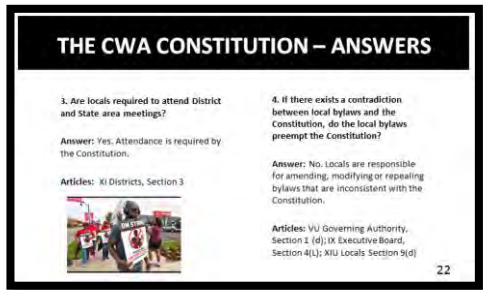 THE CWA CONSTITUTION – ANSWERS
3. Are locals required to attend District
and State area meetings?
Answer: Yes. Attendance is required by
the Constitution.
Articles: XI Districts, Section 3
ON STRIKE
4. If there exists a contradiction
between local bylaws and the
Constitution, do the local bylaws
preempt the Constitution?
Answer: No. Locals are responsible
for amending, modifying or repealing
bylaws that are inconsistent with the
Constitution.
Articles: VU Governing Authority,
Section 1 (d); IX Executive Board,
Section 4(L); XIU Locals Section 9(d)
22